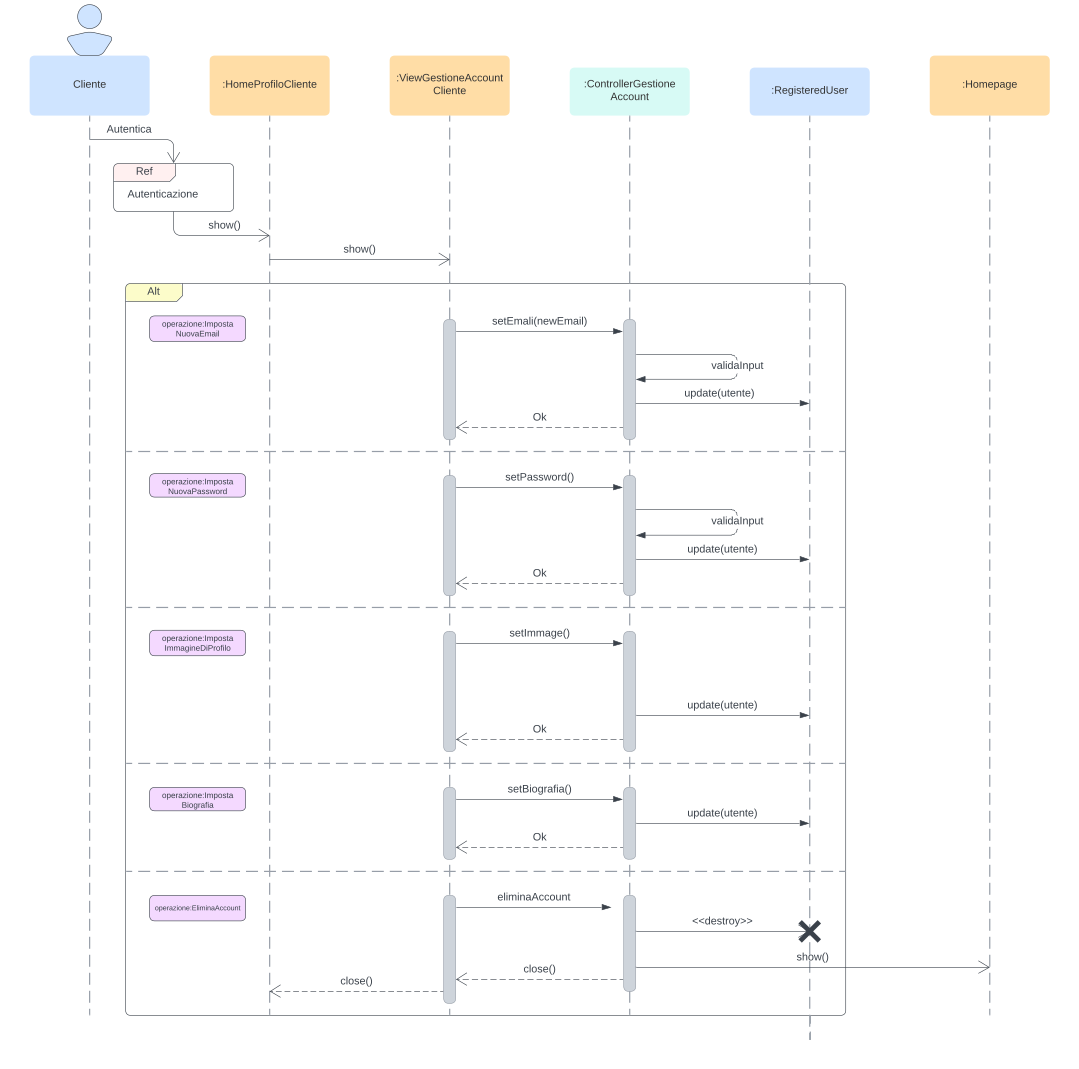 Cliente
:HomeProfiloCliente
:ViewGestioneAccount
Cliente
:ControllerGestione
Account
:RegisteredUser
:Homepage
Autentica
Ref
Autenticazione
show()
show()
Alt
operazione:Imposta
NuovaEmail
setEmali(newEmail)
validaInput
update(utente)
Ok
operazione:Imposta
NuovaPassword
setPassword()
validaInput
update(utente)
Ok
operazione:Imposta
ImmagineDiProfilo
setImmage()
update(utente)
Ok
operazione:Imposta
Biografia
setBiografia()
update(utente)
Ok
operazione:EliminaAccount
eliminaAccount
<<destroy>>
show()
close()
close()